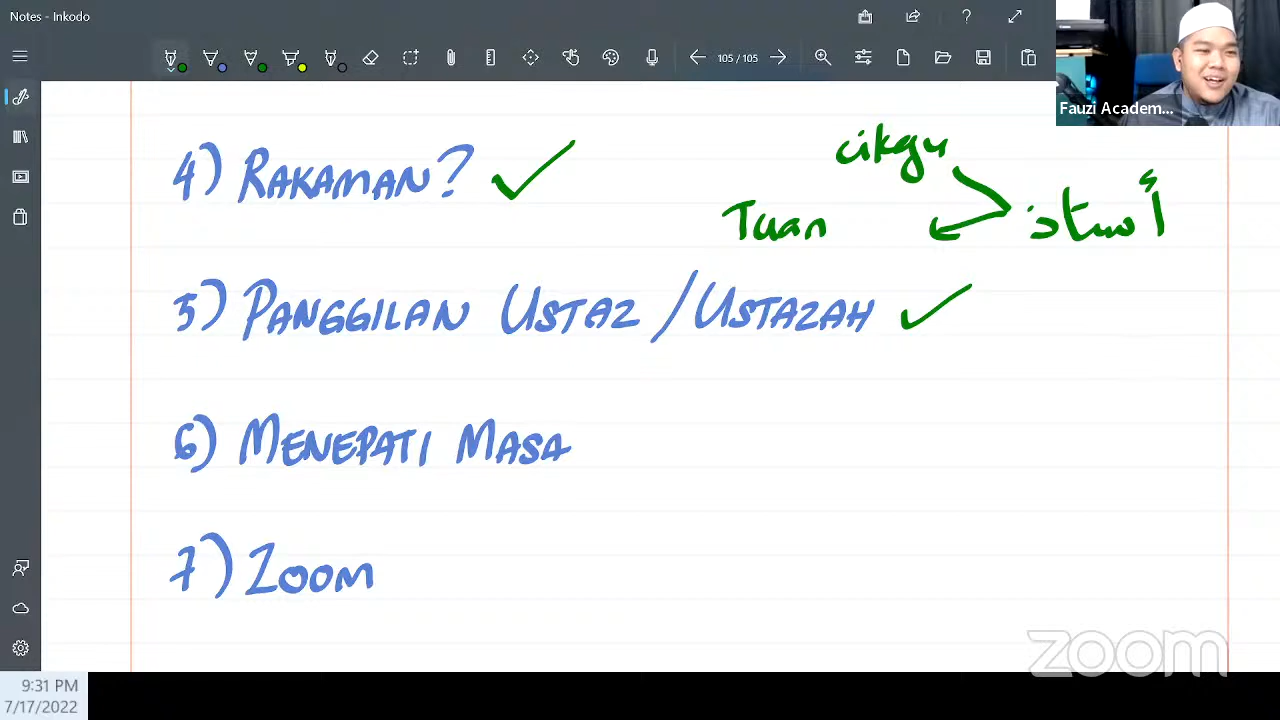 Notes - Inkodo
105 / 105
Fauzi Academ...
4) RAKAMAN?
cikgu
Tuan
أستاذ
5) PANGGILAN USTAZ / USTAZAH
6) MENEPATI MASA
7) ZOOM
zoom
9:31 PM
7/17/2022